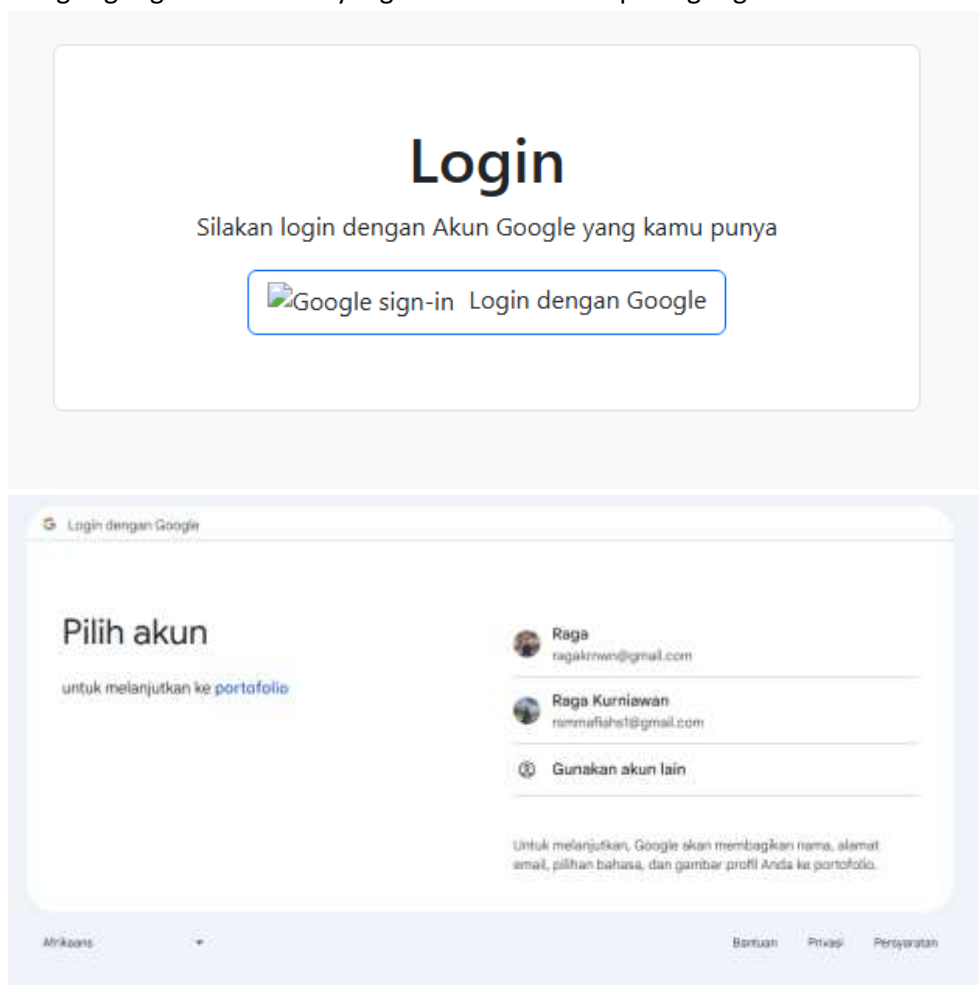 Login
Silakan login dengan Akun Google yang kamu punya
Google sign-in Login dengan Google
Login dengan Google
Pilih akun
untuk melanjutkan ke portofolio
Raga
ragakrnwn@gmail.com
Raga Kurniawan
Gunakan akun lain
Untuk melanjutkan, Google akan membagikan nama, alamat
email, pilihan bahasa, dan gambar profil Anda ke portofolio.
Afrikaans
Bantuan Privasi Persyaratan